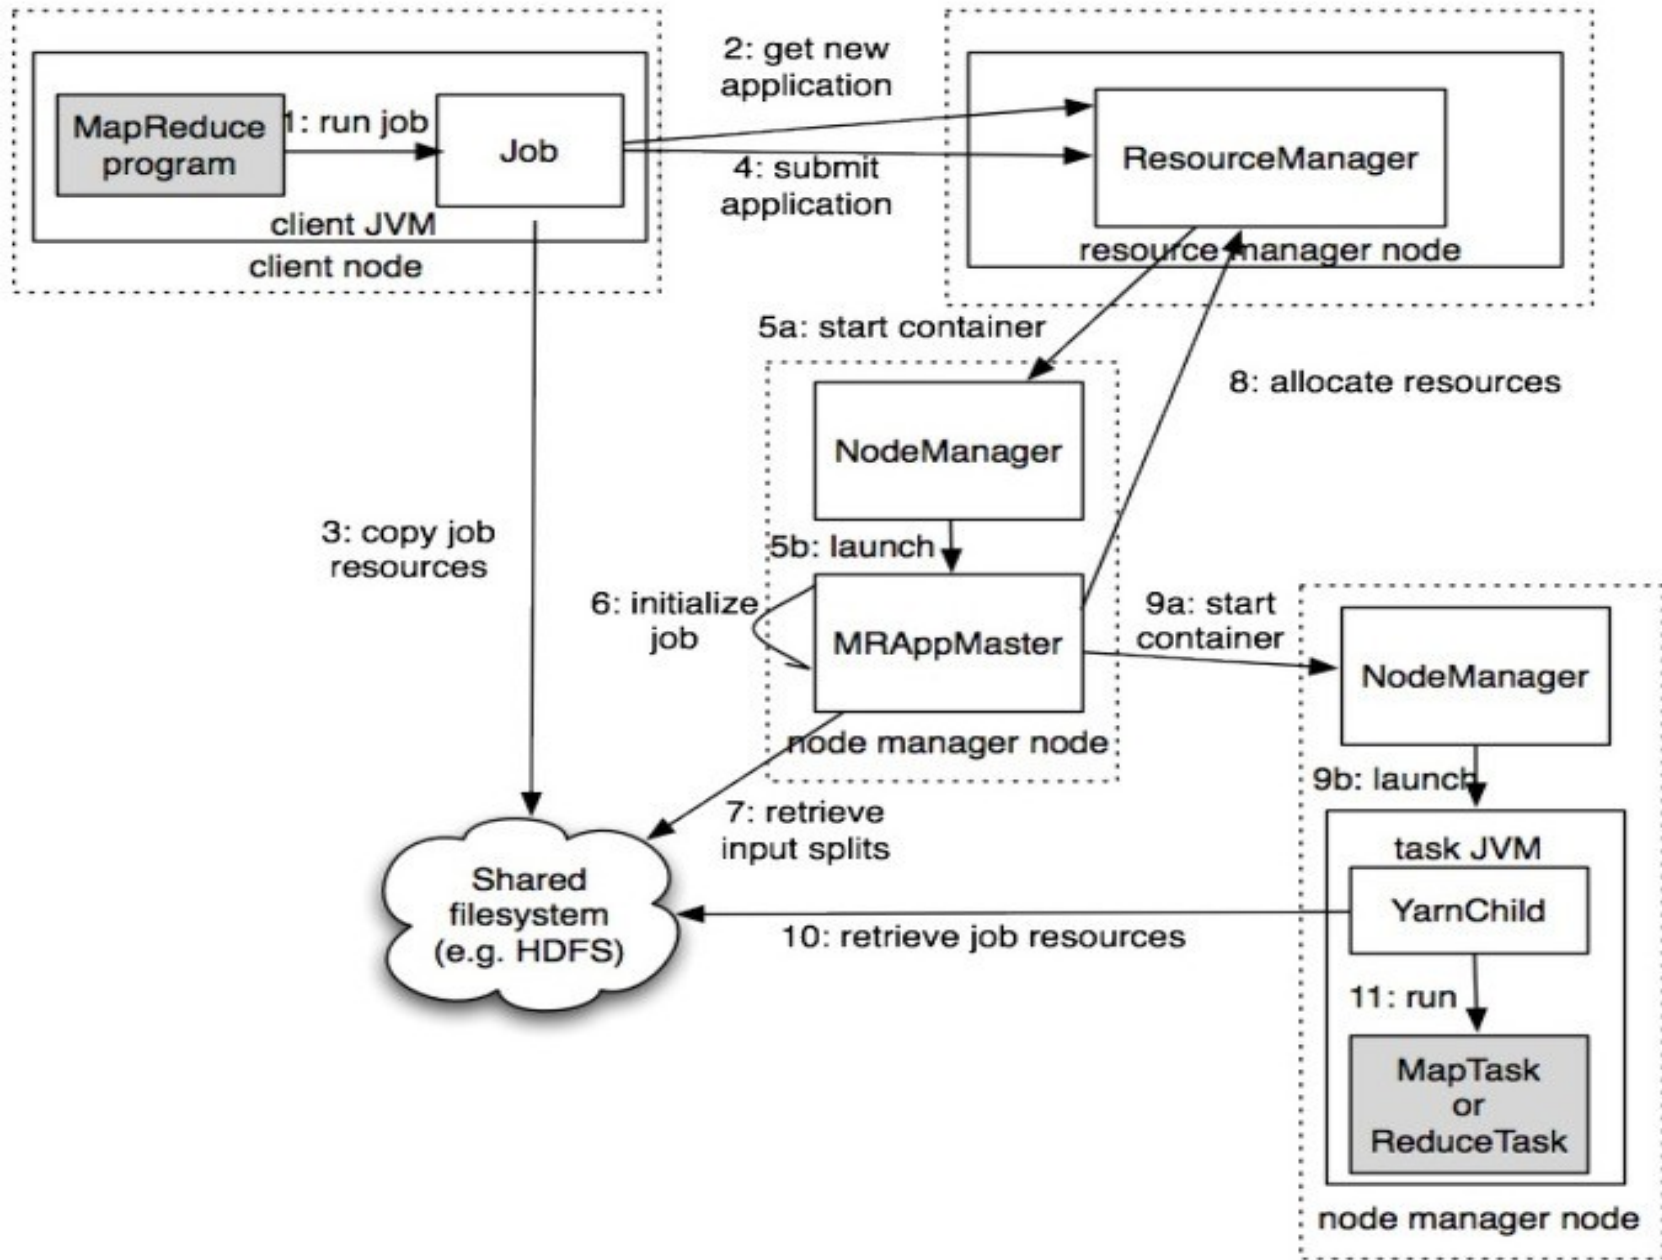 2: get new
application
MapReduce
program
1: run job
Job
4: submit
application
ResourceManager
client JVM
client node
resource manager node
5a: start container
8: allocate resources
NodeManager
3: copy job
resources
5b: launch
6: initialize
job
MRAppMaster
9a: start
container
NodeManager
node manager node
9b: launch
7: retrieve
input splits
task JVM
Shared
filesystem
(e.g. HDFS)
YarnChild
10: retrieve job resources
11: run
MapTask
or
ReduceTask
node manager node